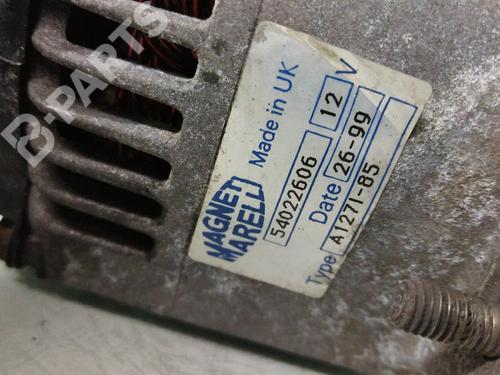 B-PARTS
MAGNETI
MARELLI
Made in UK
54022606
12 V
Date 26-99
Type A127I-85